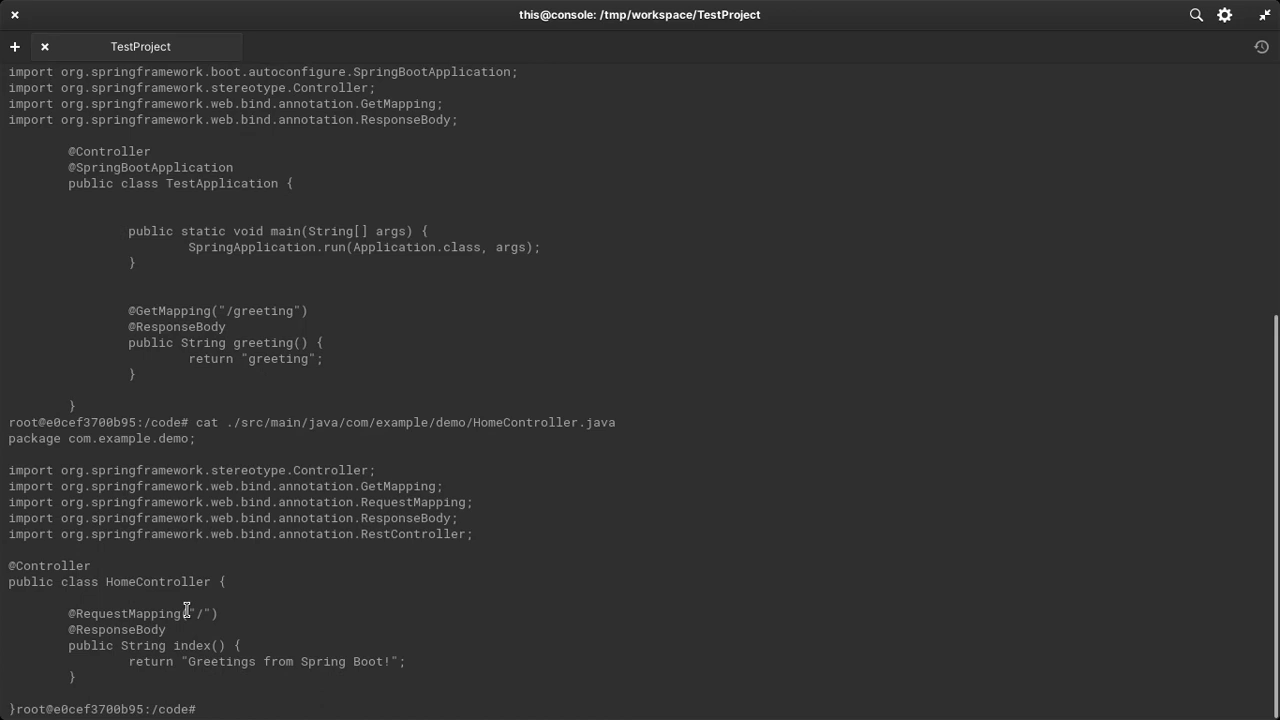 this@console: /tmp/workspace/TestProject
TestProject
import org.springframework.boot.autoconfigure.SpringBootApplication;
import org.springframework.stereotype.Controller;
import org.springframework.web.bind.annotation.GetMapping;
import org.springframework.web.bind.annotation.ResponseBody;
@Controller
@SpringBootApplication
public class TestApplication {
public static void main(String[] args) {
SpringApplication.run(Application.class, args);
}
@GetMapping("/greeting")
@ResponseBody
public String greeting() {
return "greeting";
}
}
root@e0cef3700b95:/code# cat ./src/main/java/com/example/demo/HomeController.java
package com.example.demo;
import org.springframework.stereotype.Controller;
import org.springframework.web.bind.annotation.GetMapping;
import org.springframework.web.bind.annotation.RequestMapping;
import org.springframework.web.bind.annotation.ResponseBody;
import org.springframework.web.bind.annotation.RestController;
@Controller
public class HomeController {
@RequestMapping("/")
@ResponseBody
public String index() {
return "Greetings from Spring Boot!";
}
}root@e0cef3700b95:/code#